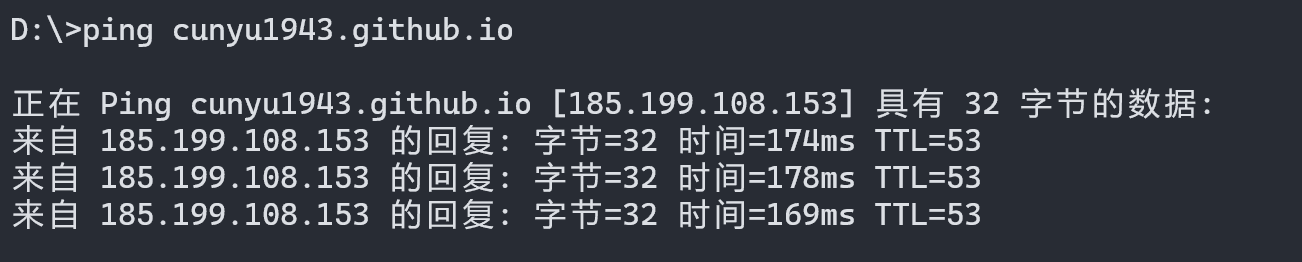 D:\>ping cunyu1943.github.io
正在 Ping cunyu1943.github.io [185.199.108.153] 具有 32 字节的数据:
来自 185.199.108.153 的回复: 字节=32 时间=174ms TTL=53
来自 185.199.108.153 的回复: 字节=32 时间=178ms TTL=53
来自 185.199.108.153 的回复: 字节=32 时间=169ms TTL=53